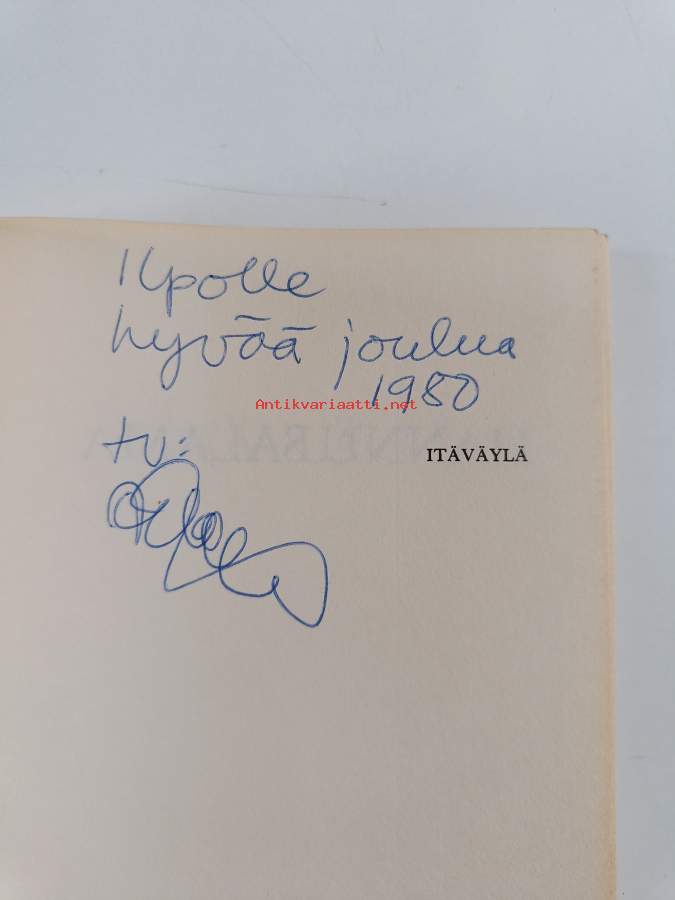 Ilpolle
hyvää joulua
1980
Antikvariaatti.net
tv:
ITÄVÄYLÄ